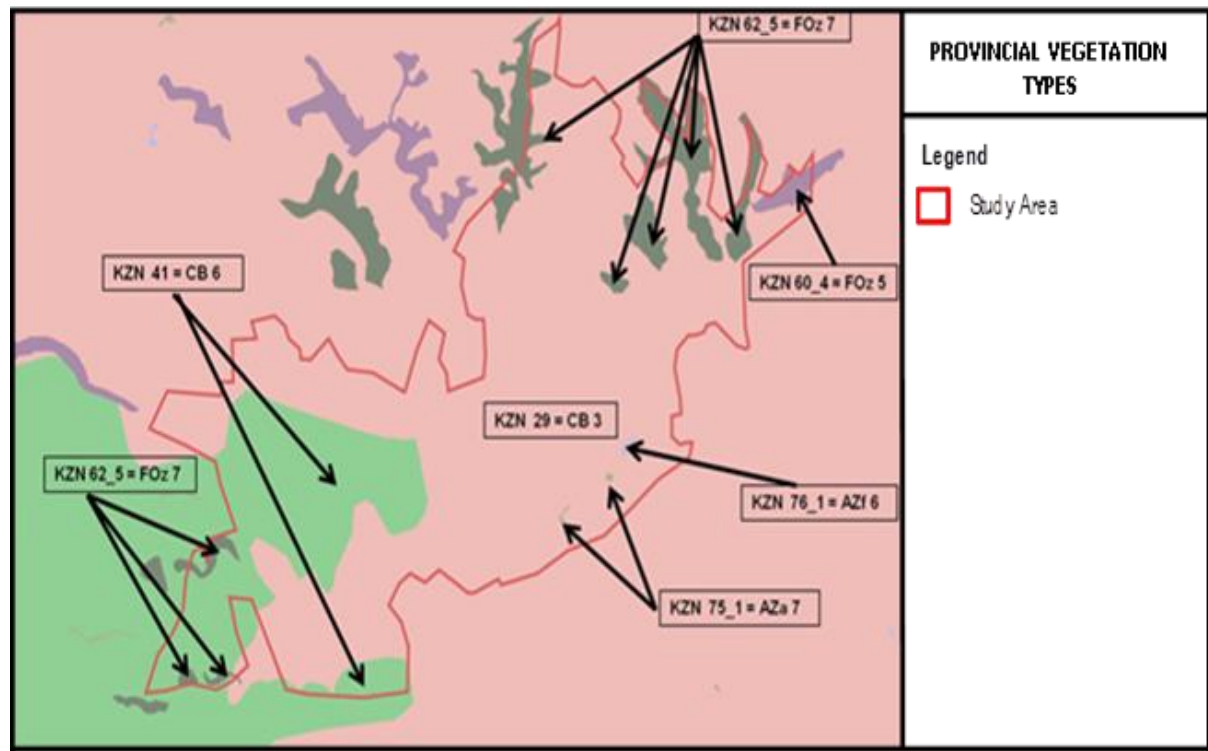 KZN 62_5 = FOz 7
PROVINCIAL VEGETATION
TYPES
Legend
Study Area
KZN 41 = CB 6
KZN 60_4 = FOz 5
KZN 29 = CB 3
KZN 62_5 = FOz 7
KZN 76_1 = AZf 6
KZN 75_1 = AZa 7